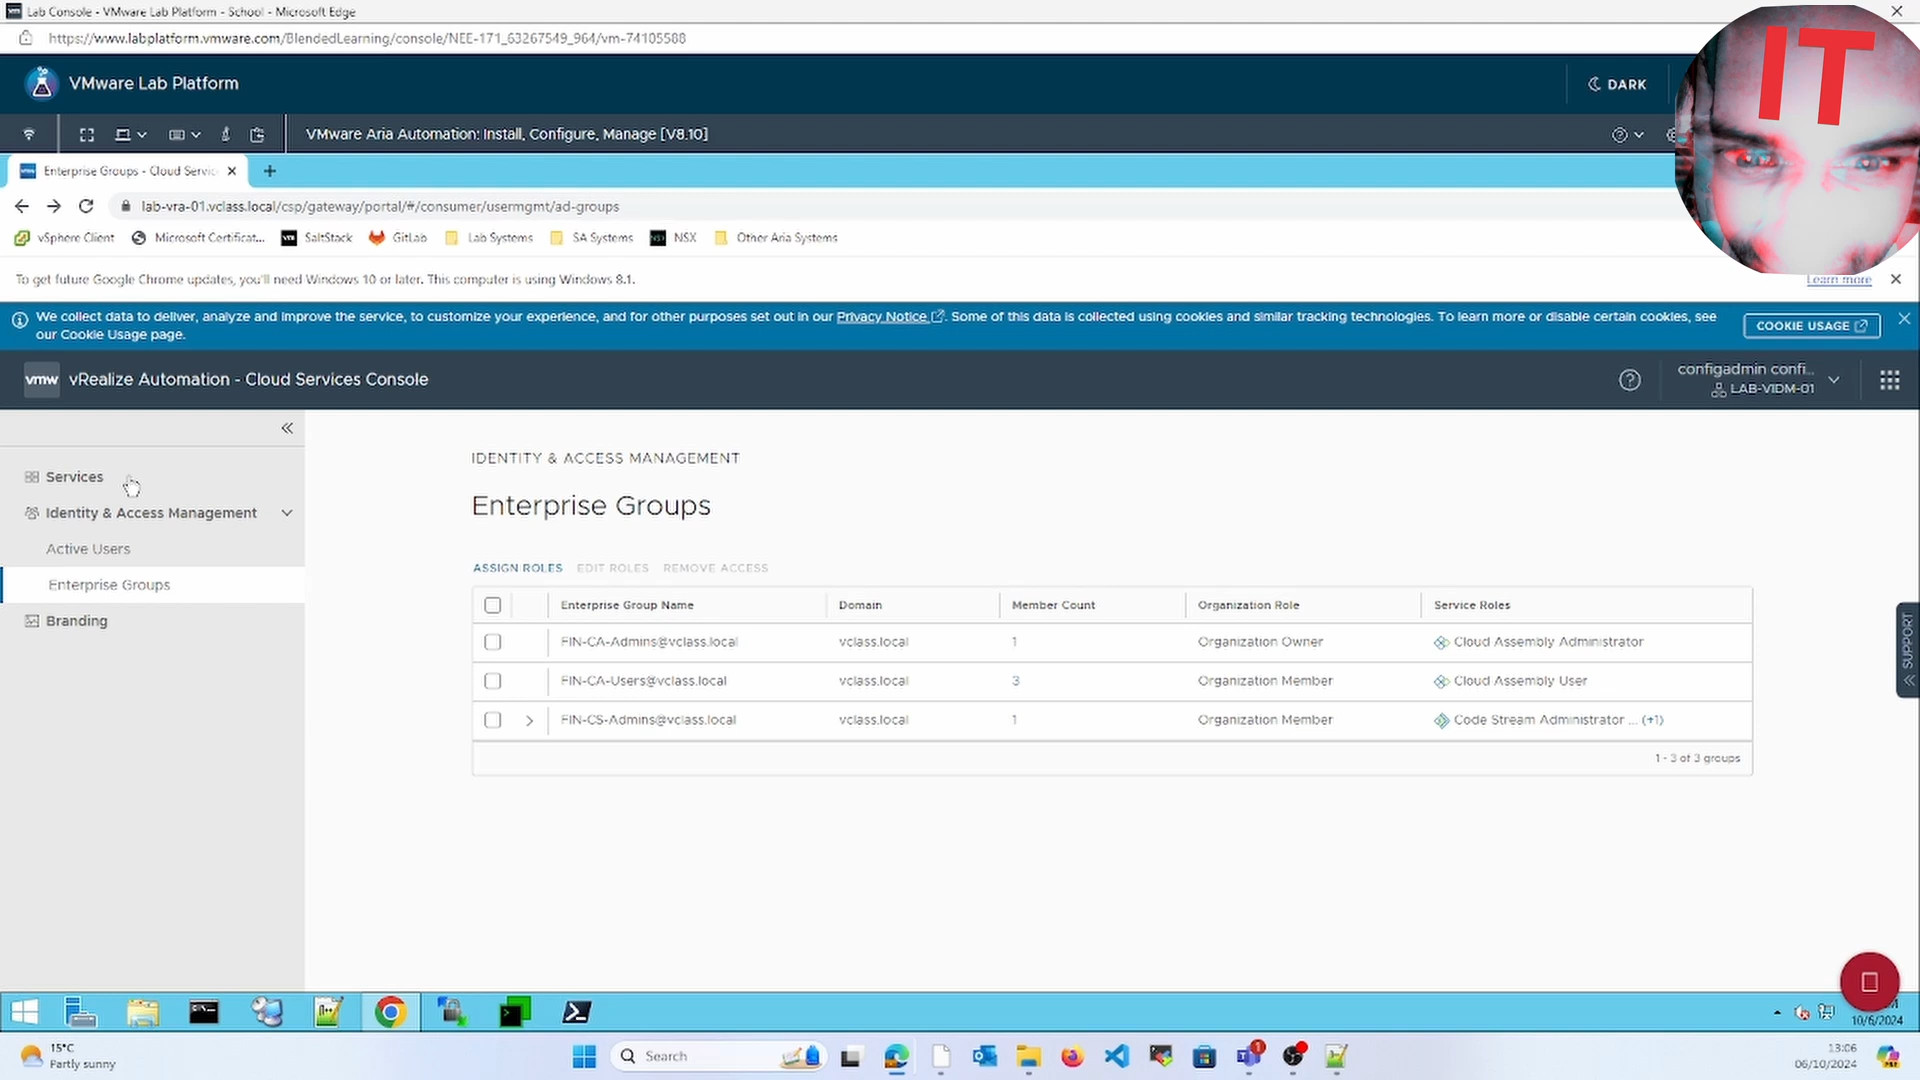 Lab Console - VMware Lab Platform - School - Microsoft Edge
https://www.labplatform.vmware.com/BlendedLearning/console/NEE-171_63267549_964/vm-74105588
IT
VMware Lab Platform
DARK
VMware Aria Automation: Install, Configure, Manage [V8.10]
Enterprise Groups - Cloud Servic
lab-vra-01.vclass.local/csp/gateway/portal/#/consumer/usermgmt/ad-groups
vSphere Client
Microsoft Certificat...
SaltStack
GitLab
Lab Systems
SA Systems
NSX
Other Aria Systems
To get future Google Chrome updates, you'll need Windows 10 or later. This computer is using Windows 8.1.
Learn more
We collect data to deliver, analyze and improve the service, to customize your experience, and for other purposes set out in our Privacy Notice. Some of this data is collected using cookies and similar tracking technologies. To learn more or disable certain cookies, see
our Cookie Usage page.
COOKIE USAGE
vmw
vRealize Automation - Cloud Services Console
configadmin confi...
LAB-VIDM-01
Services
Identity & Access Management
Active Users
Enterprise Groups
Branding
IDENTITY & ACCESS MANAGEMENT
Enterprise Groups
ASSIGN ROLES EDIT ROLES REMOVE ACCESS
Enterprise Group Name Domain Member Count Organization Role Service Roles
FIN-CA-Admins@vclass.local vclass.local 1 Organization Owner Cloud Assembly Administrator
FIN-CA-Users@vclass.local vclass.local 3 Organization Member Cloud Assembly User
FIN-CS-Admins@vclass.local vclass.local 1 Organization Member Code Stream Administrator ... (+1)
1 - 3 of 3 groups
SUPPORT
10/6/2024
15°C
Partly sunny
Search
13:06
06/10/2024